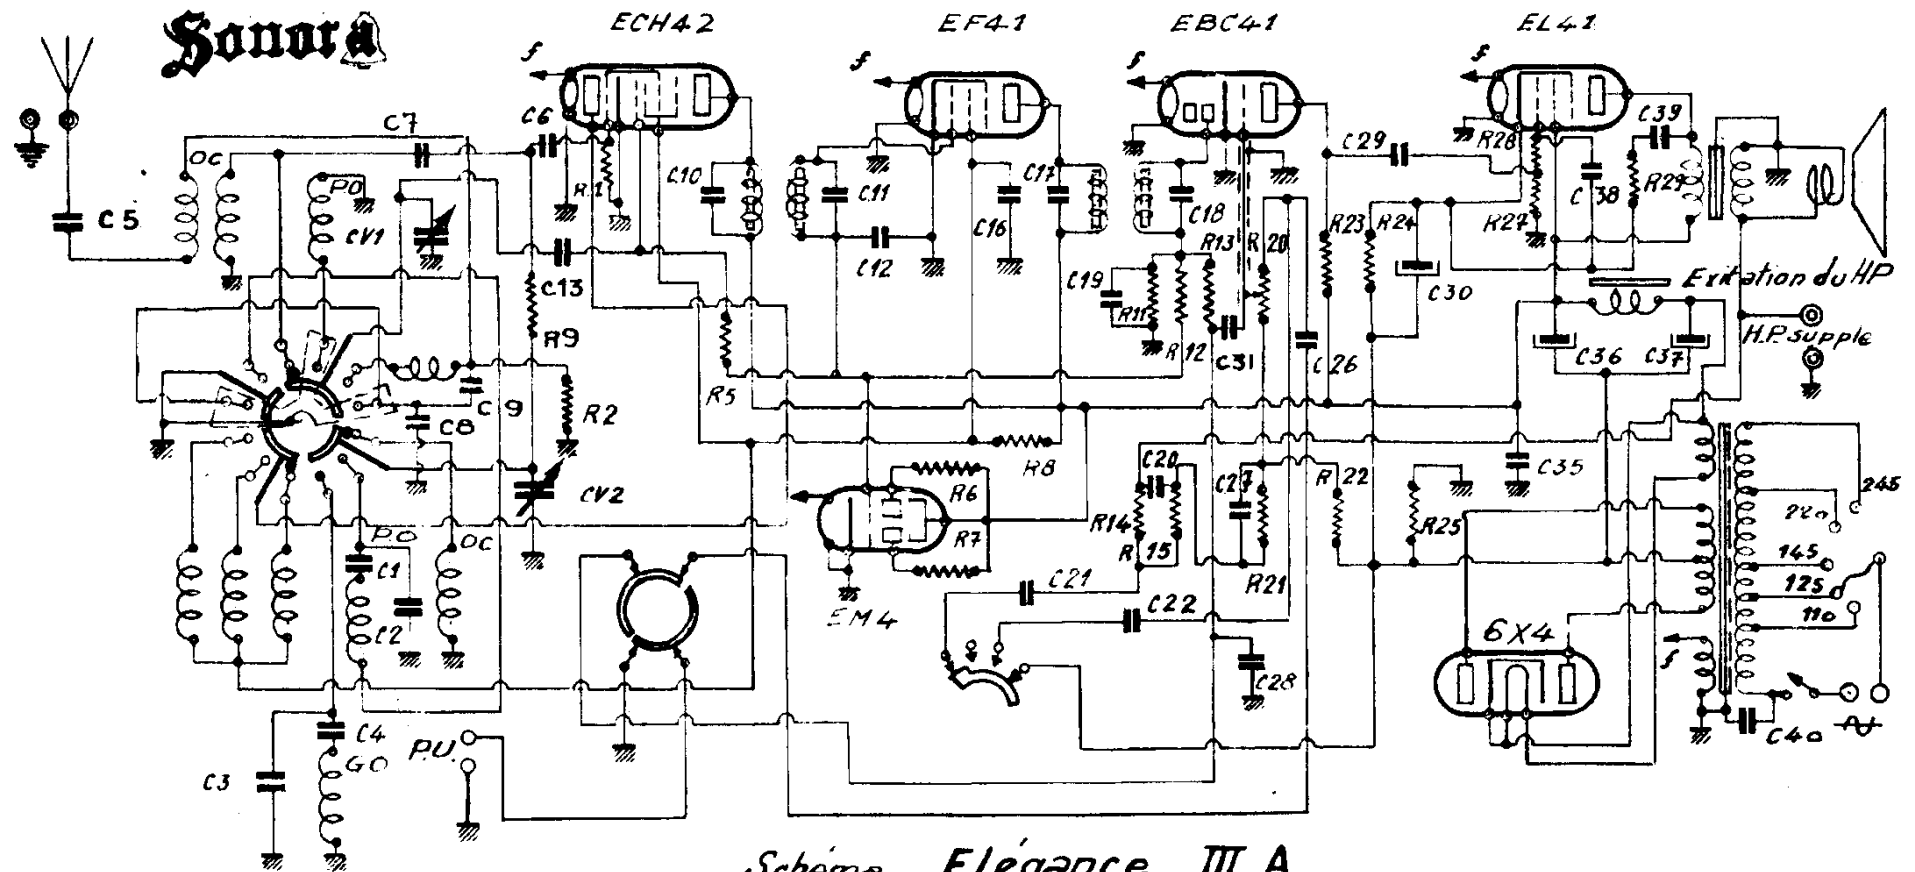 Sonora
ECH42 EF41 EBC41 EL41
f f f f
C6 C39
C7 R28
C29
OC PO R1 C10 C11 C17 C18 C38 R29
C5 CV1 C16 R13 R20 R23 R24 R27
C12
C13 C19 C30 Exitation du HP
R9 R11 R12 C31 C26 C36 C37 H.P. supple
R5
C9 R2
C8
R8 C20 C35
CV2 R6 C27 R22 245
220
PO OC R14 R25
R7 R15 145
C1 C21 R21 125
EM4 C22 110
C2 6X4
f
C28
C4 P.U. C40
GO
C3
Schéma Elégance III A